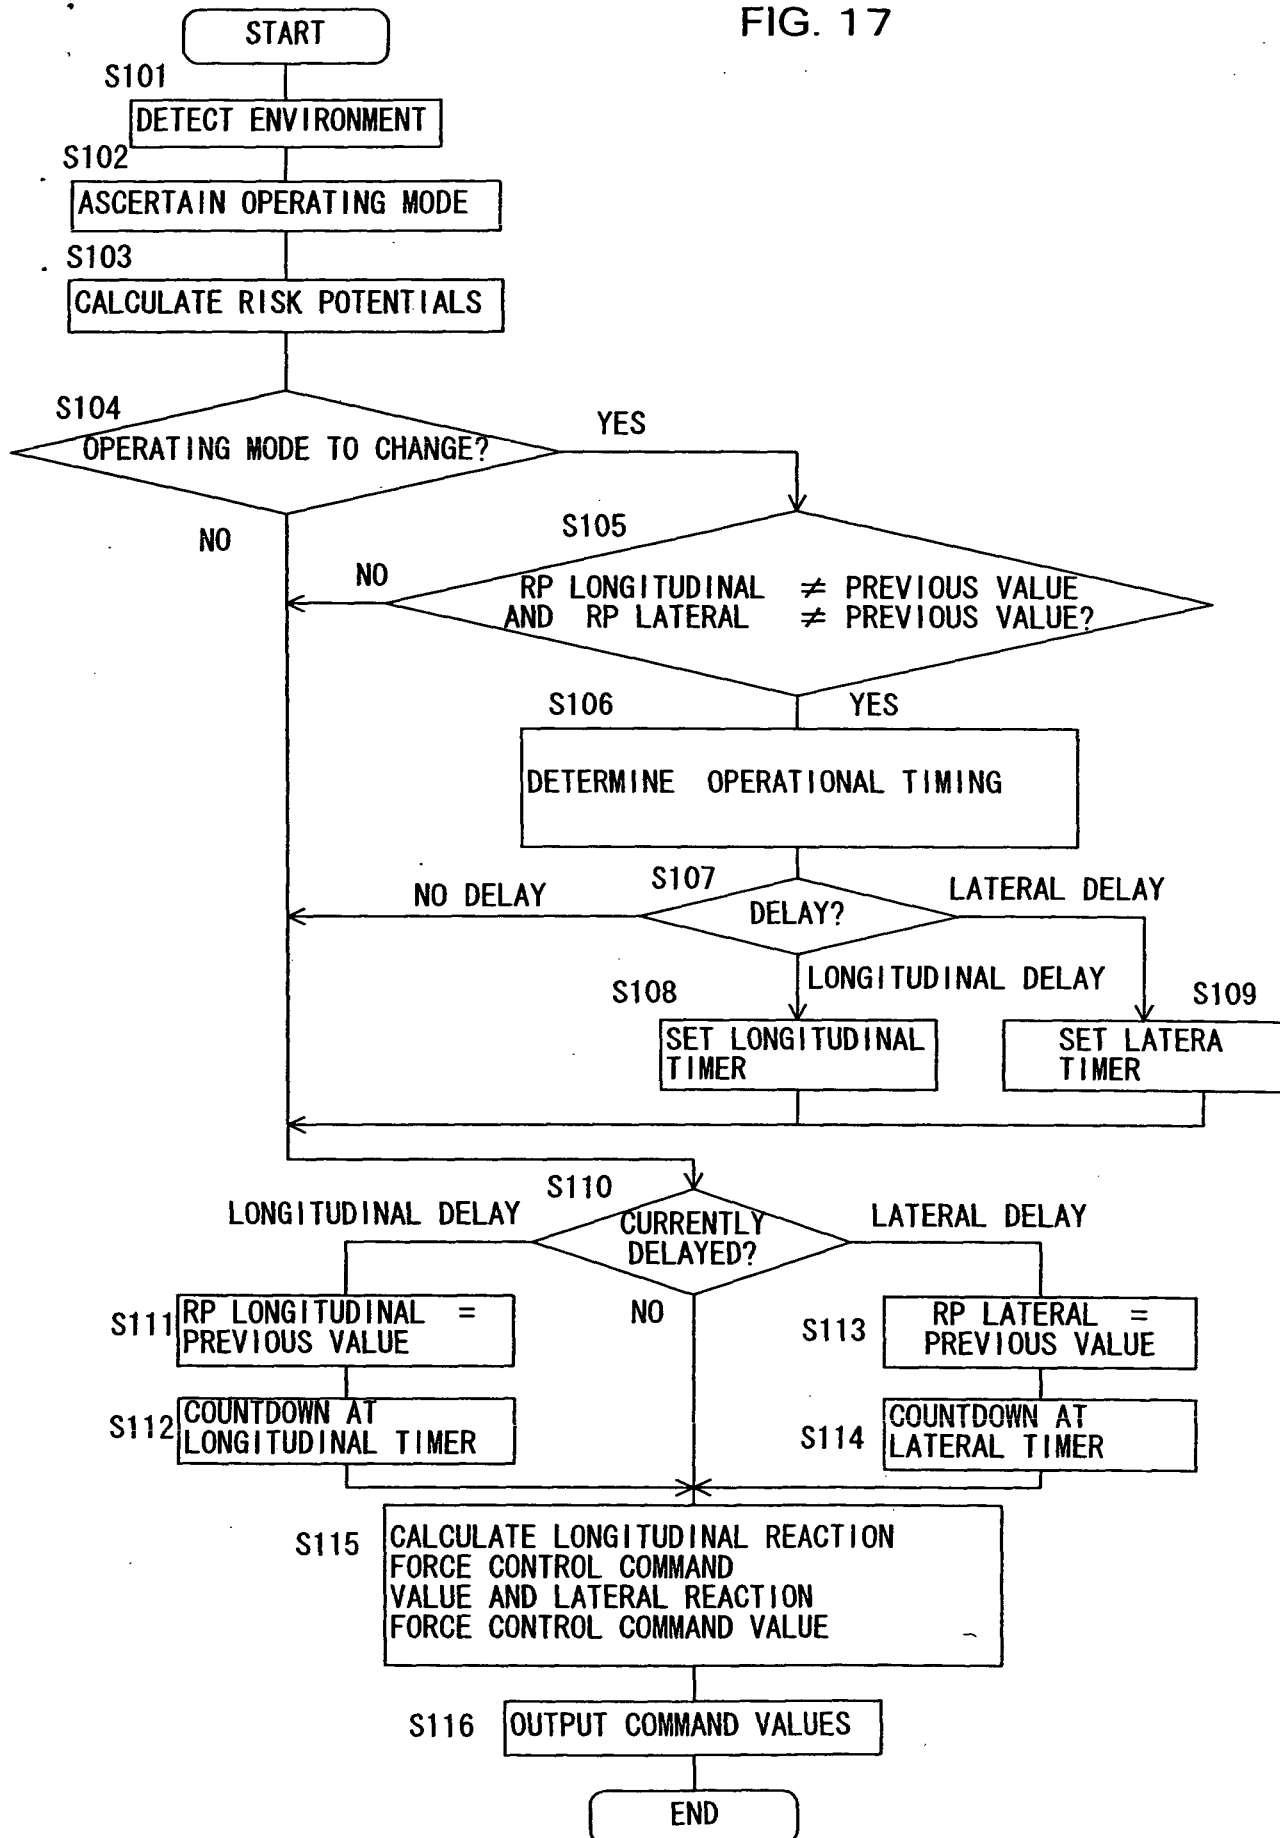 FIG. 17
START
S101
DETECT ENVIRONMENT
S102
ASCERTAIN OPERATING MODE
S103
CALCULATE RISK POTENTIALS
S104
OPERATING MODE TO CHANGE?
YES
NO
S105
NO
RP LONGITUDINAL ≠ PREVIOUS VALUE
AND RP LATERAL ≠ PREVIOUS VALUE?
S106
YES
DETERMINE OPERATIONAL TIMING
S107
NO DELAY
DELAY?
LATERAL DELAY
LONGITUDINAL DELAY
S108
S109
SET LONGITUDINAL
TIMER
SET LATERA
TIMER
S110
LONGITUDINAL DELAY
CURRENTLY
DELAYED?
LATERAL DELAY
NO
S111
RP LONGITUDINAL =
PREVIOUS VALUE
S113
RP LATERAL =
PREVIOUS VALUE
S112
COUNTDOWN AT
LONGITUDINAL TIMER
S114
COUNTDOWN AT
LATERAL TIMER
S115
CALCULATE LONGITUDINAL REACTION
FORCE CONTROL COMMAND
VALUE AND LATERAL REACTION
FORCE CONTROL COMMAND VALUE
S116
OUTPUT COMMAND VALUES
END